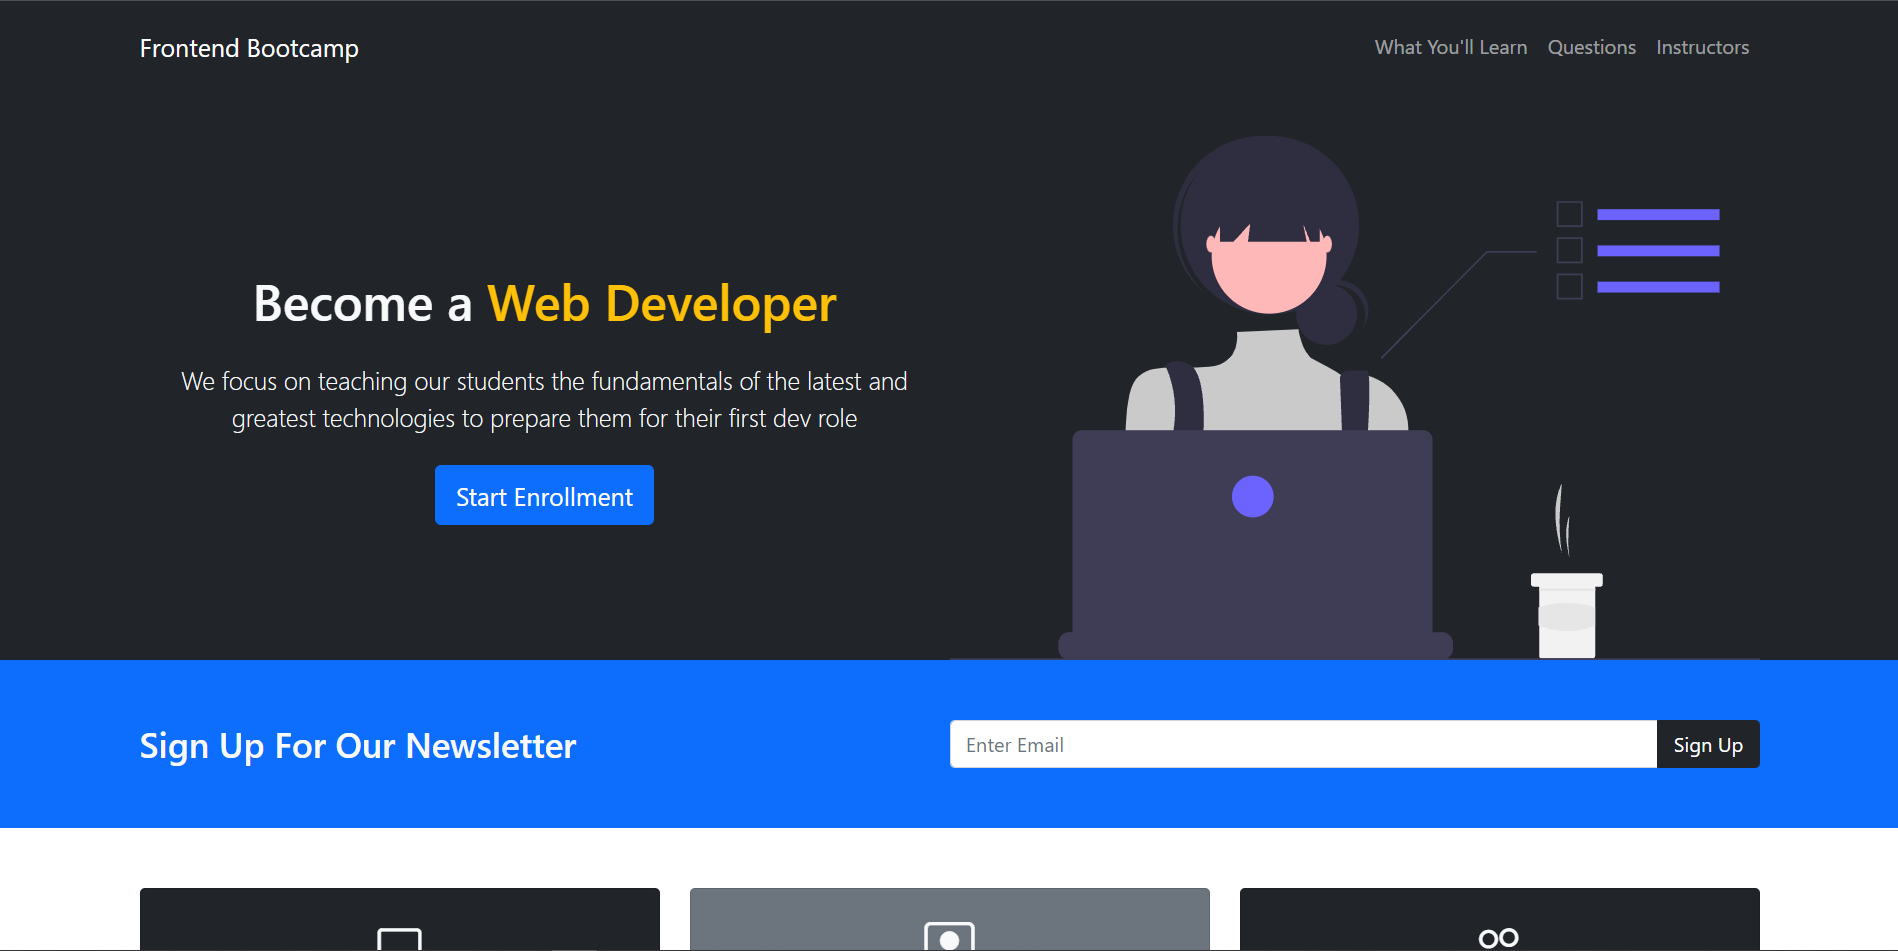 Frontend Bootcamp
What You'll Learn Questions Instructors
Become a Web Developer
We focus on teaching our students the fundamentals of the latest and
greatest technologies to prepare them for their first dev role
Start Enrollment
Sign Up For Our Newsletter
Enter Email
Sign Up